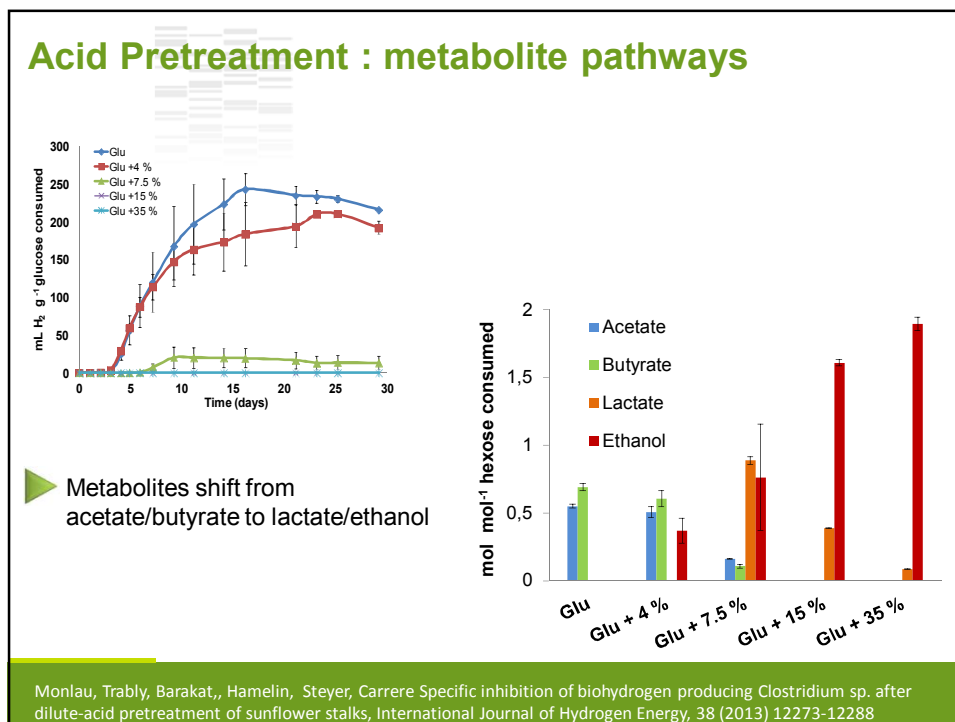 Acid Pretreatment : metabolite pathways
300
250
200
150
100
50
0
0
5
10
15
20
25
30
mL H₂ g⁻¹ glucose consumed
Time (days)
Glu
Glu +4 %
Glu +7.5 %
Glu +15 %
Glu +35 %
Metabolites shift from
acetate/butyrate to lactate/ethanol
2
1,5
1
0,5
0
mol mol⁻¹ hexose consumed
Acetate
Butyrate
Lactate
Ethanol
Glu
Glu + 4 %
Glu + 7.5 %
Glu + 15 %
Glu + 35 %
Monlau, Trably, Barakat,, Hamelin, Steyer, Carrere Specific inhibition of biohydrogen producing Clostridium sp. after
dilute-acid pretreatment of sunflower stalks, International Journal of Hydrogen Energy, 38 (2013) 12273-12288